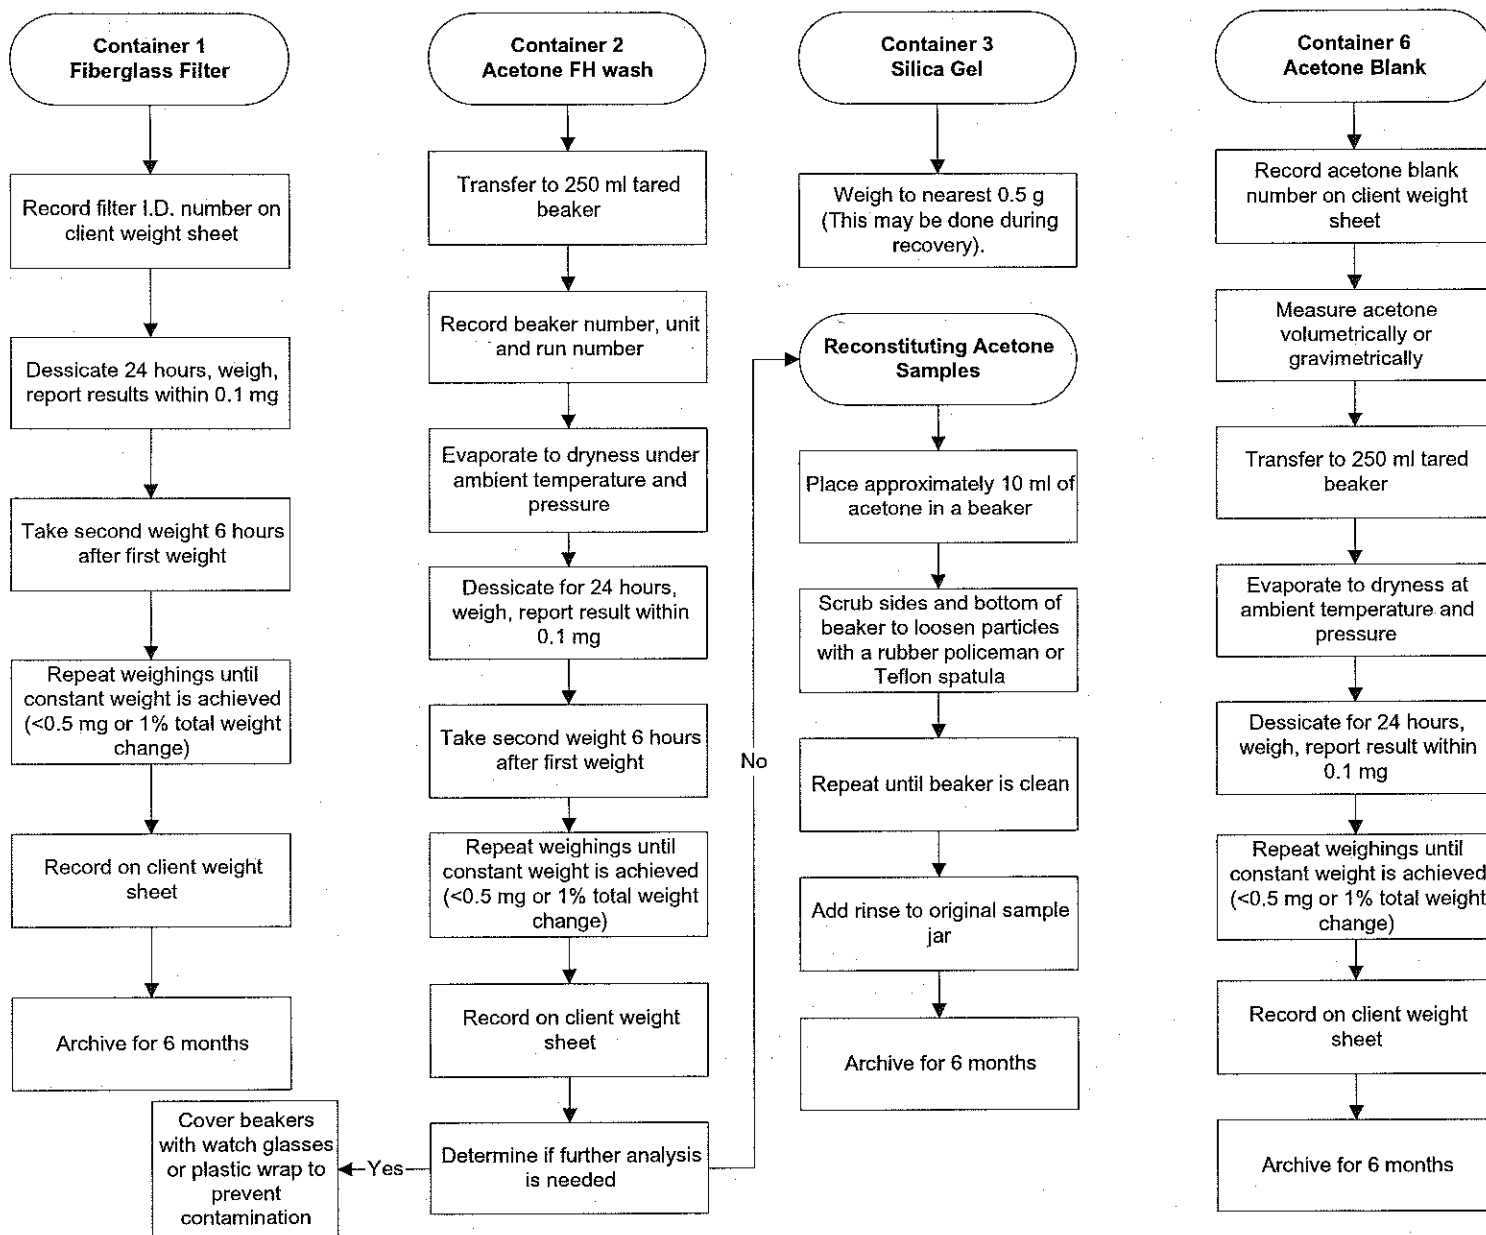 Container 1
Fiberglass Filter
Record filter I.D. number on
client weight sheet
Dessicate 24 hours, weigh,
report results within 0.1 mg
Take second weight 6 hours
after first weight
Repeat weighings until
constant weight is achieved
(<0.5 mg or 1% total weight
change)
Record on client weight
sheet
Archive for 6 months
Container 2
Acetone FH wash
Transfer to 250 ml tared
beaker
Record beaker number, unit
and run number
Evaporate to dryness under
ambient temperature and
pressure
Dessicate for 24 hours,
weigh, report result within
0.1 mg
Take second weight 6 hours
after first weight
Repeat weighings until
constant weight is achieved
(<0.5 mg or 1% total weight
change)
Record on client weight
sheet
Determine if further analysis
is needed
Yes
Cover beakers
with watch glasses
or plastic wrap to
prevent
contamination
No
Container 3
Silica Gel
Weigh to nearest 0.5 g
(This may be done during
recovery).
Reconstituting Acetone
Samples
Place approximately 10 ml of
acetone in a beaker
Scrub sides and bottom of
beaker to loosen particles
with a rubber policeman or
Teflon spatula
Repeat until beaker is clean
Add rinse to original sample
jar
Archive for 6 months
Container 6
Acetone Blank
Record acetone blank
number on client weight
sheet
Measure acetone
volumetrically or
gravimetrically
Transfer to 250 ml tared
beaker
Evaporate to dryness at
ambient temperature and
pressure
Dessicate for 24 hours,
weigh, report result within
0.1 mg
Repeat weighings until
constant weight is achieved
(<0.5 mg or 1% total weight
change)
Record on client weight
sheet
Archive for 6 months